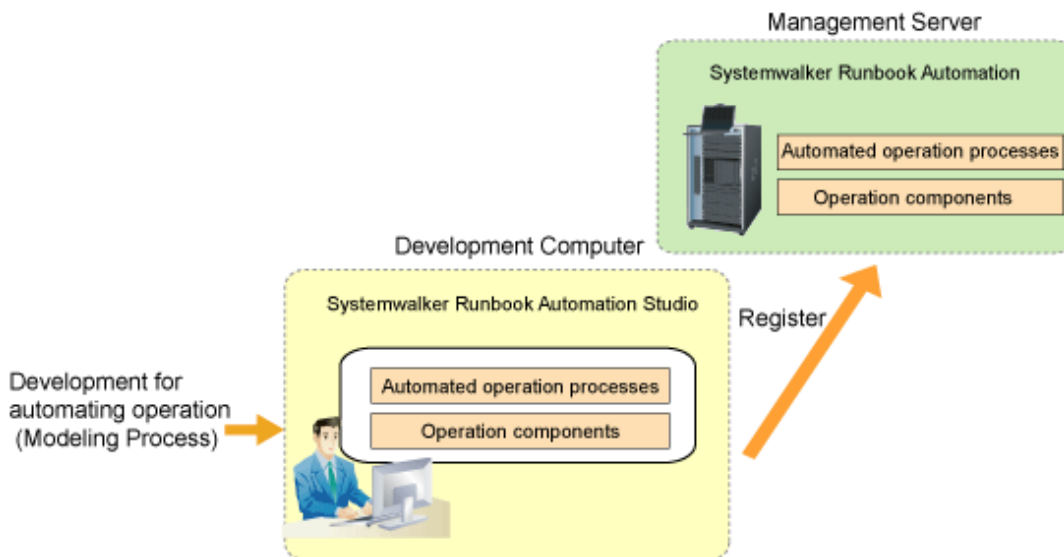 Management Server
Systemwalker Runbook Automation
Automated operation processes
Operation components
Development Computer
Systemwalker Runbook Automation Studio
Register
Automated operation processes
Operation components
Development for
automating operation
(Modeling Process)